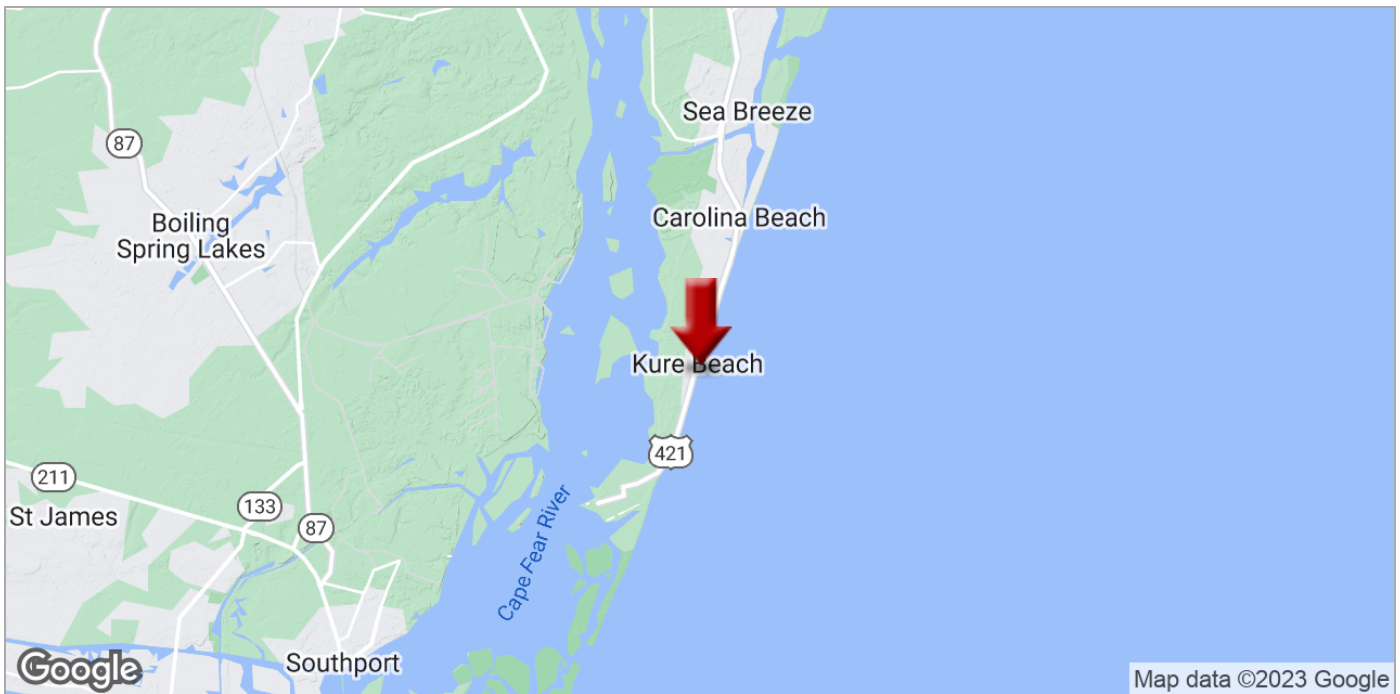 Sea Breeze
87
Carolina Beach
Boiling
Spring Lakes
Kure Beach
421
211
133
St James
87
Cape Fear River
Southport
Google
Map data ©2023 Google